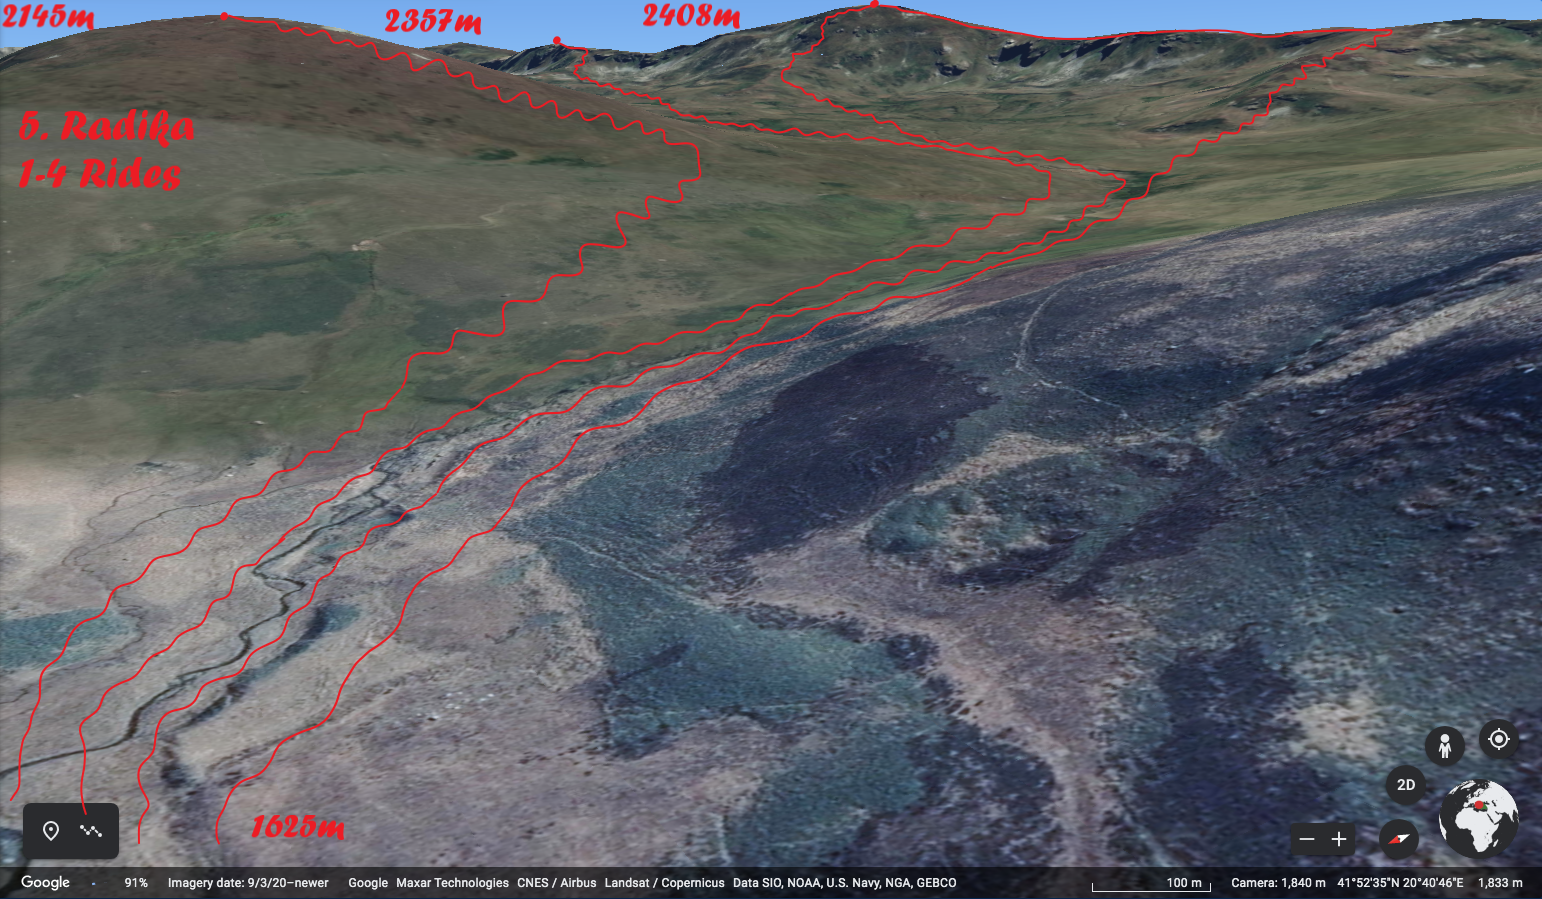 2145m
2357m
2408m
5. Radika
1-4 Rides
1625m
2D
Google
91%
Imagery date: 9/3/20–newer
Google Maxar Technologies CNES / Airbus Landsat / Copernicus Data SIO, NOAA, U.S. Navy, NGA, GEBCO
100 m
Camera: 1,840 m 41°52'35"N 20°40'46"E 1,833 m